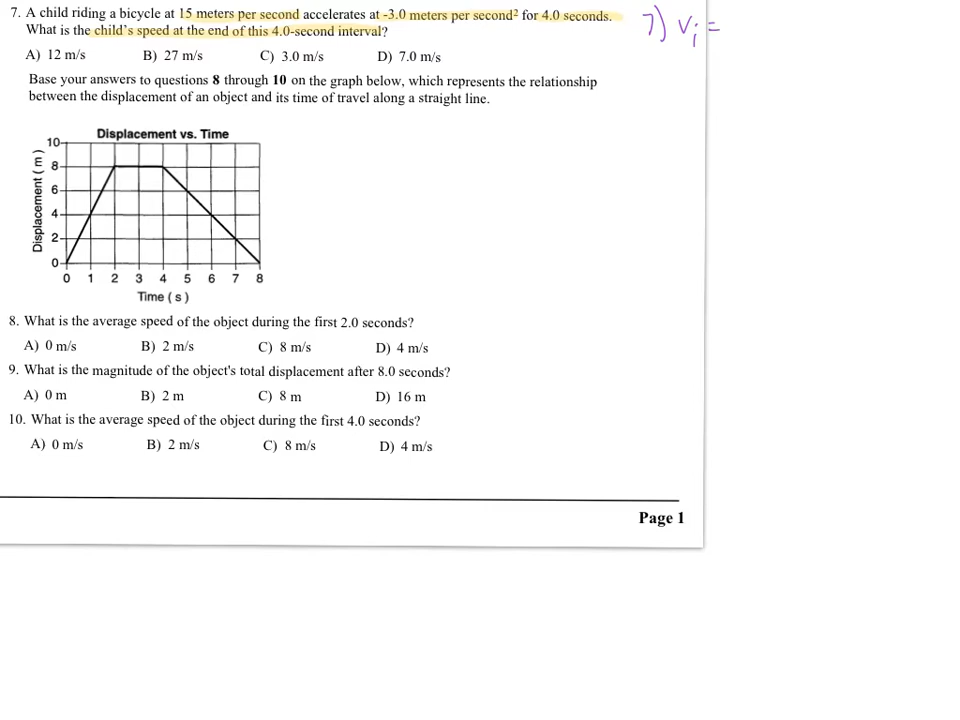 7. A child riding a bicycle at 15 meters per second accelerates at -3.0 meters per second² for 4.0 seconds.
What is the child's speed at the end of this 4.0-second interval?
A) 12 m/s B) 27 m/s C) 3.0 m/s D) 7.0 m/s
7) Vi =
Base your answers to questions 8 through 10 on the graph below, which represents the relationship
between the displacement of an object and its time of travel along a straight line.
Displacement vs. Time
Displacement (m)
10
8
6
4
2
0
0 1 2 3 4 5 6 7 8
Time (s)
8. What is the average speed of the object during the first 2.0 seconds?
A) 0 m/s B) 2 m/s C) 8 m/s D) 4 m/s
9. What is the magnitude of the object's total displacement after 8.0 seconds?
A) 0 m B) 2 m C) 8 m D) 16 m
10. What is the average speed of the object during the first 4.0 seconds?
A) 0 m/s B) 2 m/s C) 8 m/s D) 4 m/s
Page 1